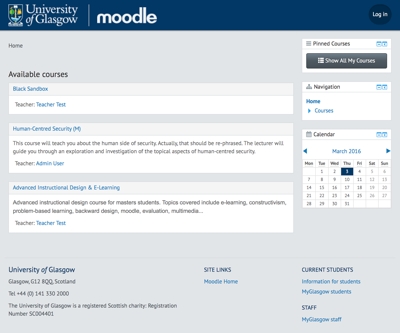 University
of Glasgow
moodle
Log in
Home
Available courses
Black Sandbox
Teacher: Teacher Test
Human-Centred Security (M)
This course will teach you about the human side of security. Actually, that should be re-phrased. The lecturer will
guide you through an exploration and investigation of the topical aspects of human-centred security.
Teacher: Admin User
Advanced Instructional Design & E-Learning
Advanced instructional design course for masters students. Topics covered include e-learning, constructivism,
problem-based learning, backward design, moodle, evaluation, multimedia...
Teacher: Teacher Test
Pinned Courses
Show All My Courses
Navigation
Home
Courses
Calendar
March 2016
Mon Tue Wed Thu Fri Sat Sun
1 2 3 4 5 6
7 8 9 10 11 12 13
14 15 16 17 18 19 20
21 22 23 24 25 26 27
28 29 30 31
University of Glasgow
Glasgow, G12 8QQ, Scotland
Tel +44 (0) 141 330 2000
The University of Glasgow is a registered Scottish charity: Registration
Number SC004401
SITE LINKS
Moodle Home
CURRENT STUDENTS
Information for students
MyGlasgow students
STAFF
MyGlasgow staff